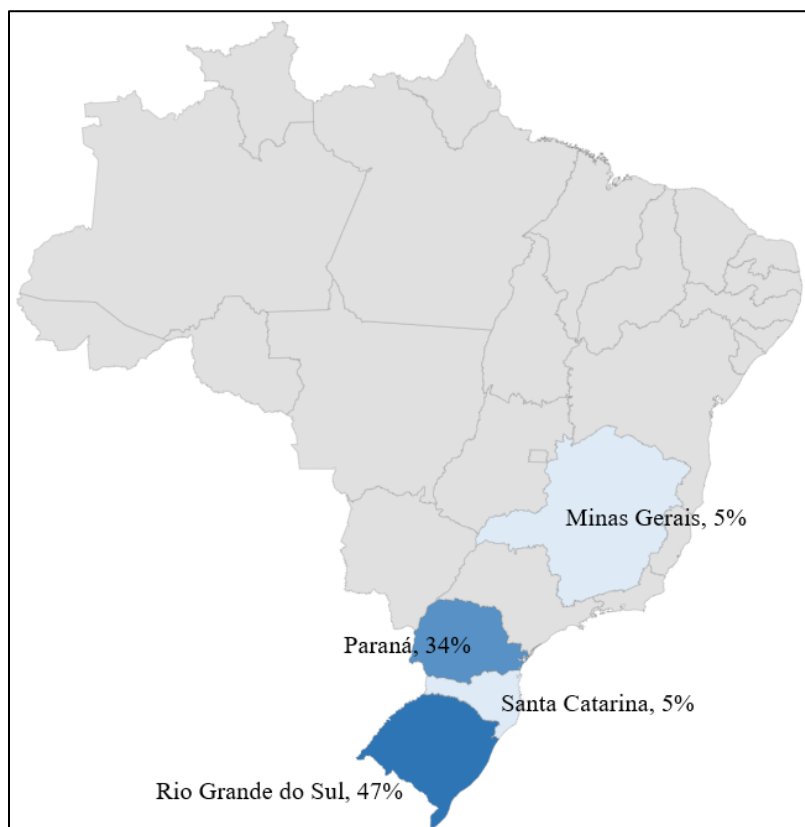 Minas Gerais, 5%
Paraná, 34%
Santa Catarina, 5%
Rio Grande do Sul, 47%